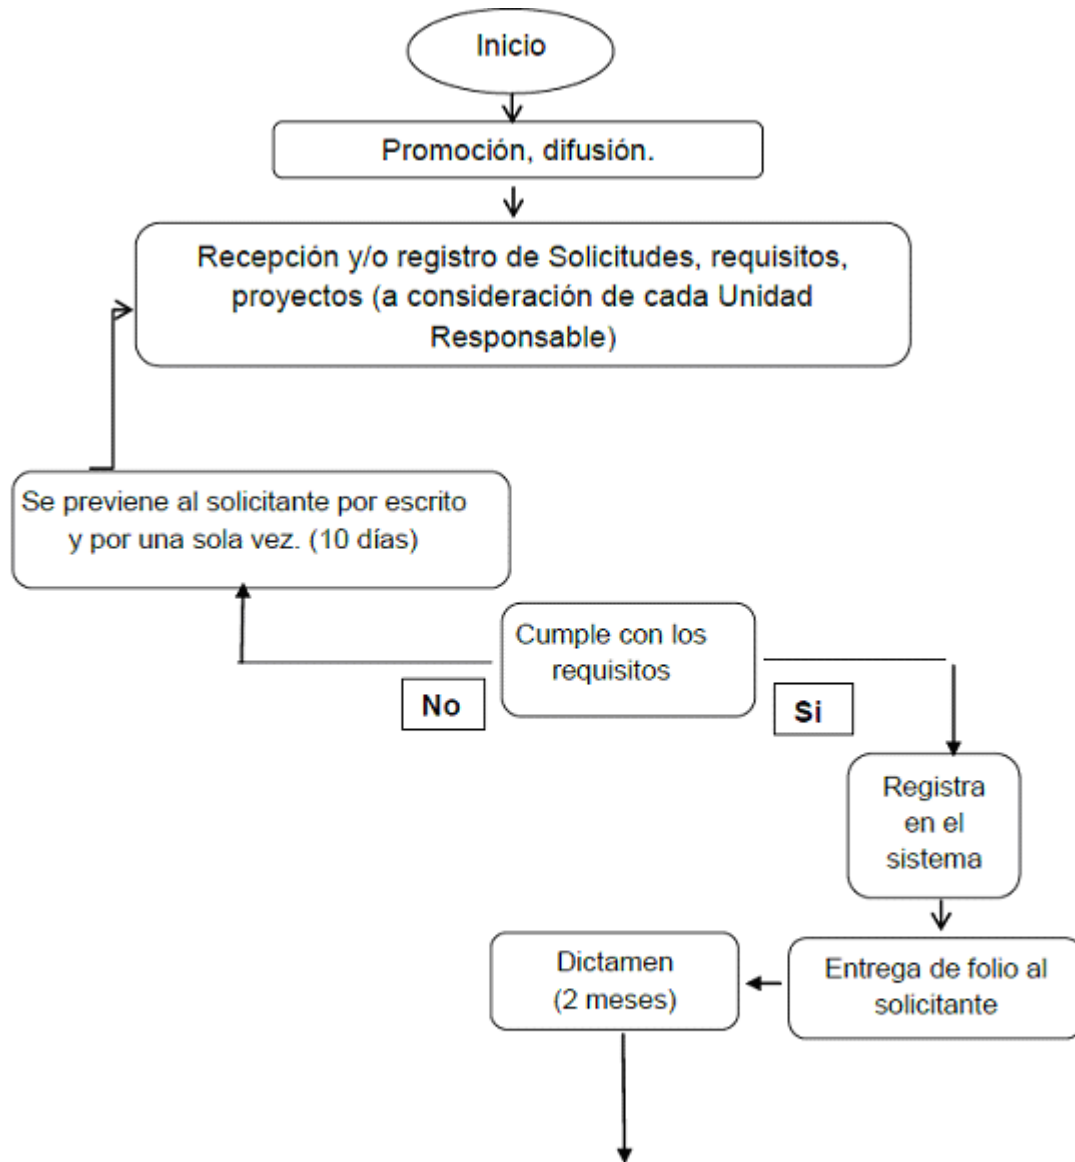 Inicio
Promoción, difusión.
Recepción y/o registro de Solicitudes, requisitos,
proyectos (a consideración de cada Unidad
Responsable)
Se previene al solicitante por escrito
y por una sola vez. (10 días)
Cumple con los
requisitos
No
Si
Registra
en el
sistema
Entrega de folio al
solicitante
Dictamen
(2 meses)